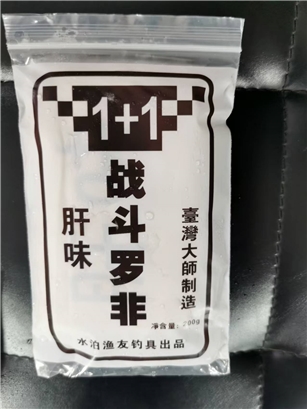 1+1
战斗罗非
肝味
臺灣大師制造
净含量:200g
水泊渔友钓具出品